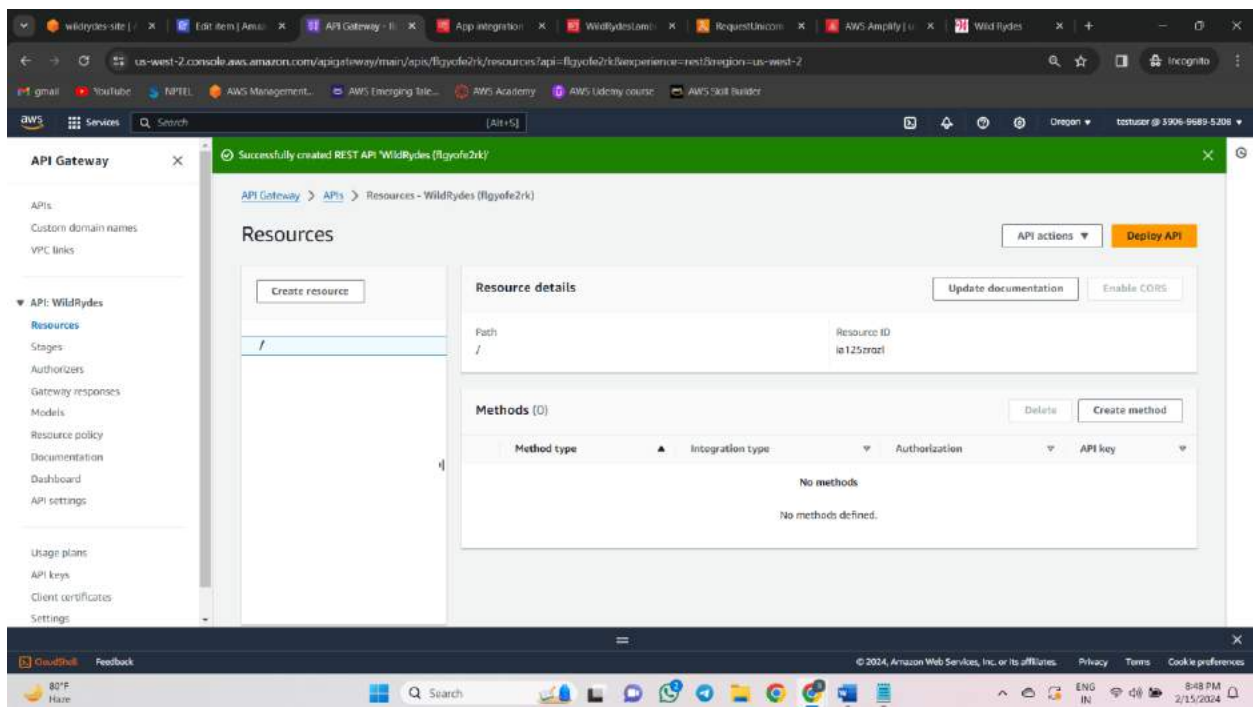 wildrydes-site | /
Edit item | Amaz
API Gateway - R
App integration
WildRydesLamb
RequestUnicorn
AWS Amplify | U
Wild Rydes
us-west-2.console.aws.amazon.com/apigateway/main/apis/flgyofe2rk/resources?api=flgyofe2rk&experience=rest&region=us-west-2
Incognito
gmail
YouTube
NPTEL
AWS Management...
AWS Emerging Tale...
AWS Academy
AWS Udemy course
AWS Skill Builder
aws
Services
Search
[Alt+S]
Oregon ▼
testuser @ 3906-9689-5208 ▼
API Gateway
Successfully created REST API 'WildRydes (flgyofe2rk)'
API Gateway > APIs > Resources - WildRydes (flgyofe2rk)
APIs
Custom domain names
VPC links
▼ API: WildRydes
Resources
Stages
Authorizers
Gateway responses
Models
Resource policy
Documentation
Dashboard
API settings
Usage plans
API keys
Client certificates
Settings
Resources
API actions ▼
Deploy API
Create resource
/
Resource details
Update documentation
Enable CORS
Path
/
Resource ID
Methods (0)
Delete
Create method
Method type
Integration type
Authorization
API key
No methods
No methods defined.
CloudShell
Feedback
© 2024, Amazon Web Services, Inc. or its affiliates.
Privacy
Terms
Cookie preferences
80°F
Haze
Search
ENG
IN
8:48 PM
2/15/2024